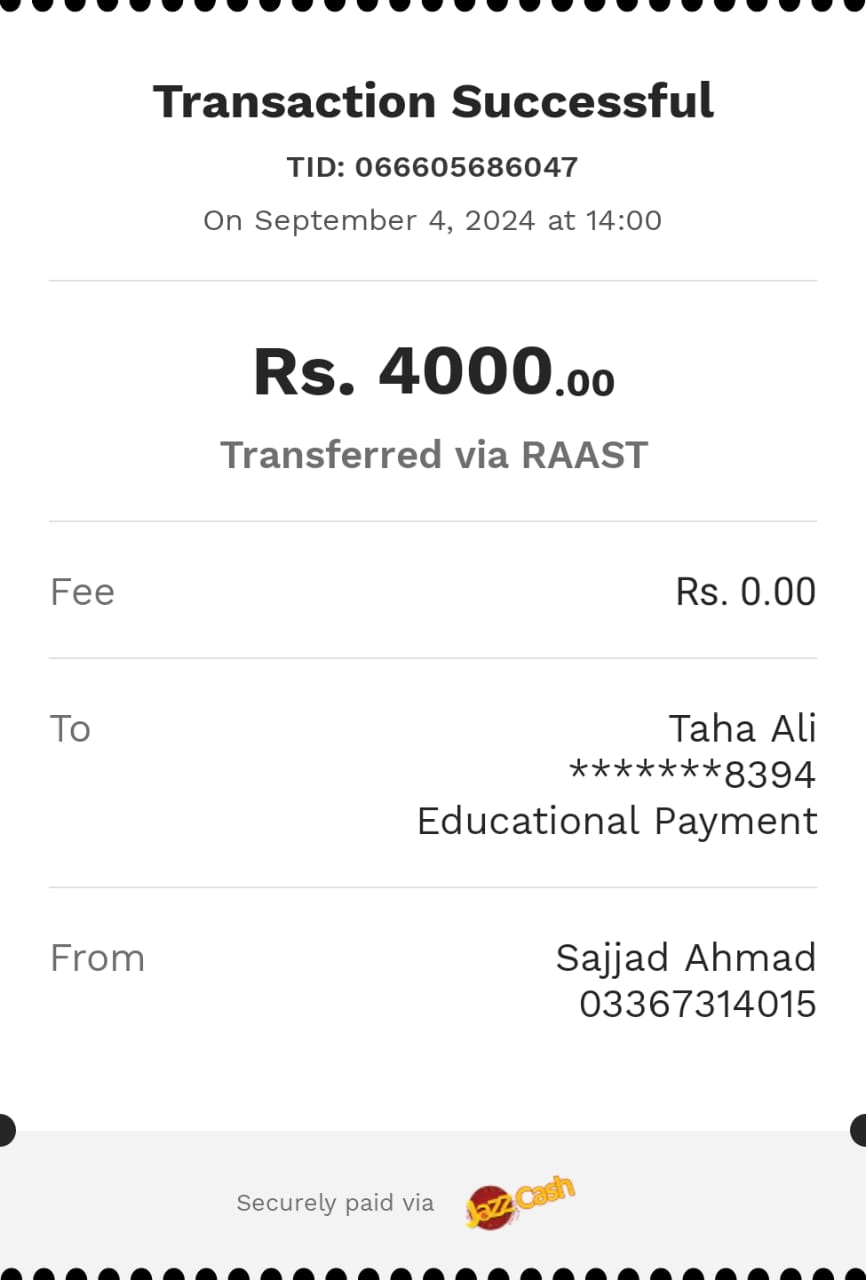 Transaction Successful
TID: 066605686047
On September 4, 2024 at 14:00
Rs. 4000.00
Transferred via RAAST
Fee Rs. 0.00
To Taha Ali
*******8394
Educational Payment
From Sajjad Ahmad
03367314015
Securely paid via JazzCash